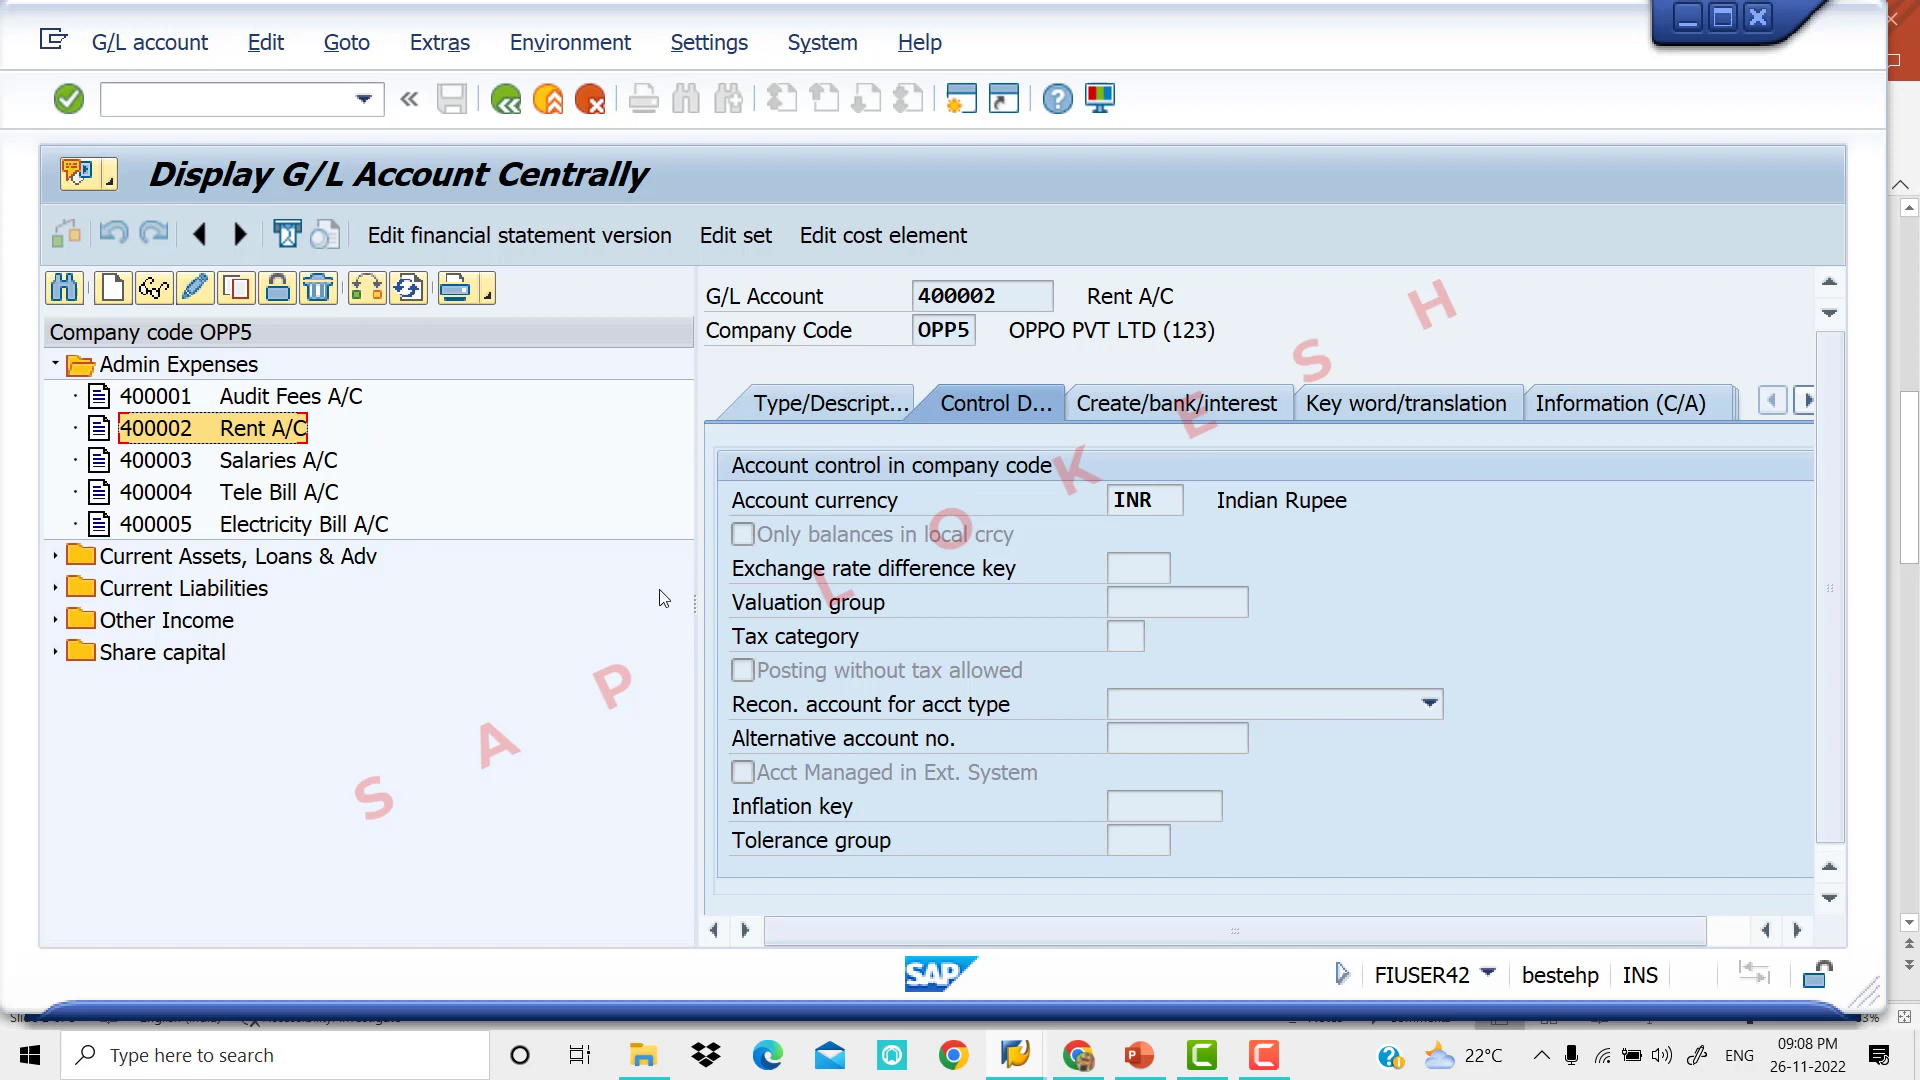 G/L account Edit Goto Extras Environment Settings System Help
Display G/L Account Centrally
Edit financial statement version Edit set Edit cost element
Company code OPP5
Admin Expenses
400001 Audit Fees A/C
400002 Rent A/C
400003 Salaries A/C
400004 Tele Bill A/C
400005 Electricity Bill A/C
Current Assets, Loans & Adv
Current Liabilities
Other Income
Share capital
G/L Account 400002 Rent A/C
Company Code OPP5 OPPO PVT LTD (123)
Type/Descript... Control D... Create/bank/interest Key word/translation Information (C/A)
Account control in company code
Account currency INR Indian Rupee
Only balances in local crcy
Exchange rate difference key
Valuation group
Tax category
Posting without tax allowed
Recon. account for acct type
Alternative account no.
Acct Managed in Ext. System
Inflation key
Tolerance group
SAP LOKESH
SAP FIUSER42 bestehp INS
Type here to search
22°C ENG 09:08 PM
26-11-2022